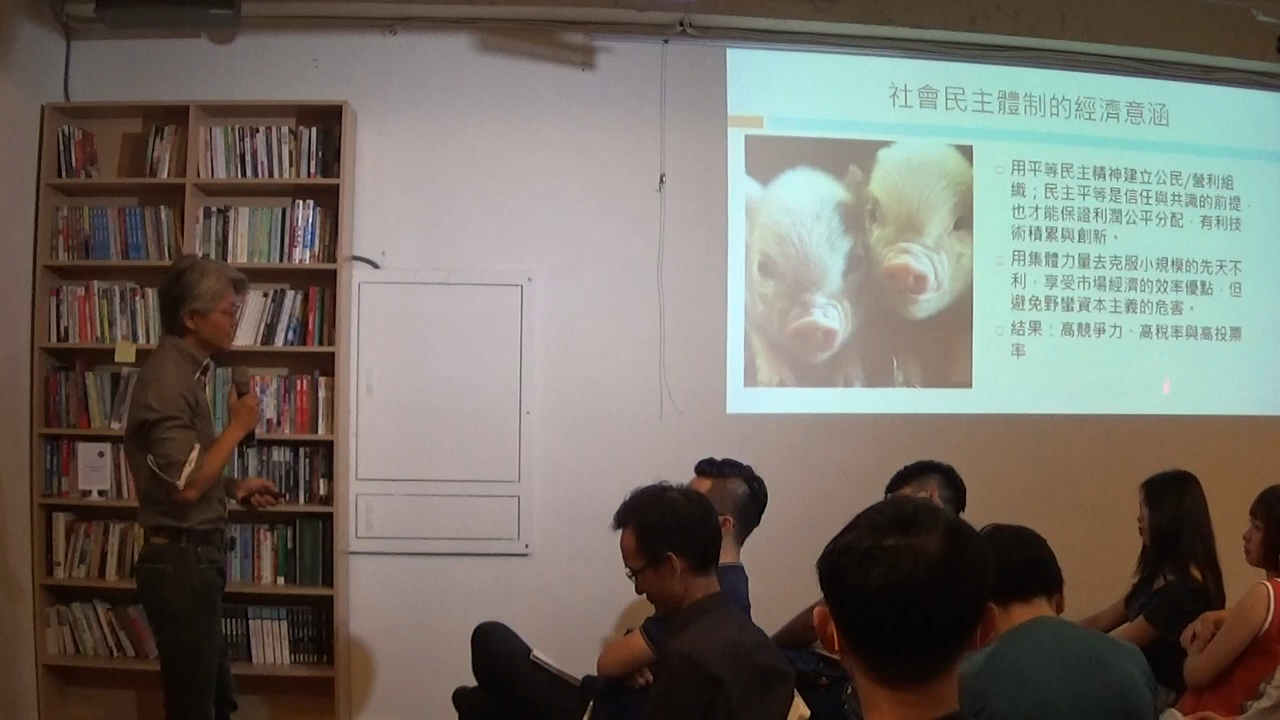 社會民主體制的經濟意涵
用平等民主精神建立公民/營利組
織；民主平等是信任與共識的前提，
也才能保證利潤公平分配，有利技
術積累與創新。
用集體力量去克服小規模的先天不
利，享受市場經濟的效率優點，但
避免野蠻資本主義的危害。
結果：高競爭力、高稅率與高投票
率